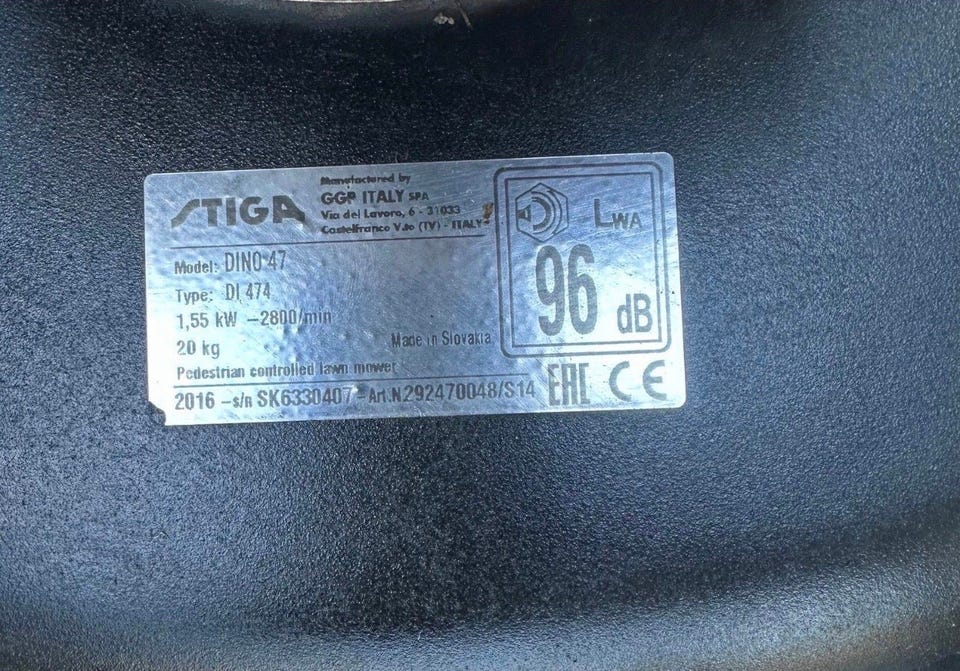 STIGA
Manufactured by
GGP ITALY SPA
Via del Lavoro, 6 - 31033
Castelfranco V.to (TV) - ITALY
Model: DINO 47
Type: DI 474
1,55 kW -2800/min
20 kg
Made in Slovakia
Pedestrian controlled lawn mower
2016 -s/n SK6330407 -Art.N292470048/S14
LWA
96 dB
EAC CE